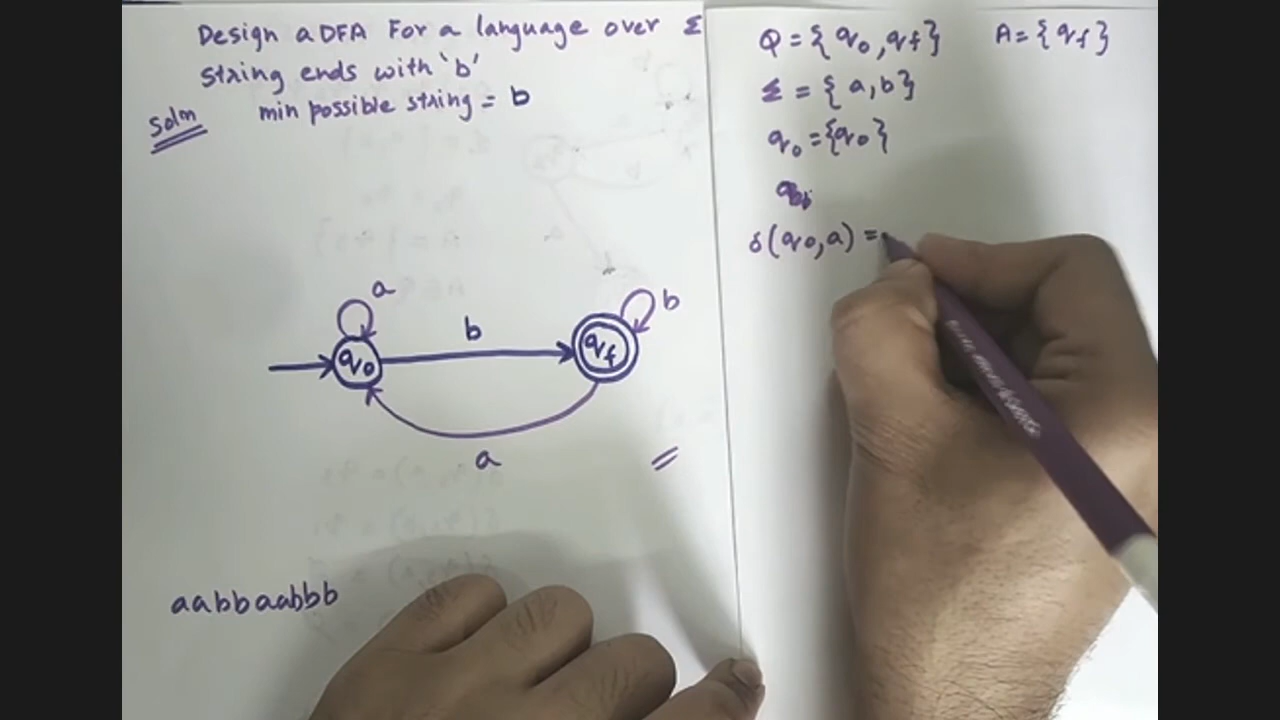 Design a DFA For a language over Σ
String ends with 'b'
Soln min possible string = b
a
b
b
q0
qf
a
aabbaabbb
Q = { q0, qf } A = { qf }
Σ = { a, b }
q0 = {q0}
δ(q0, a) =